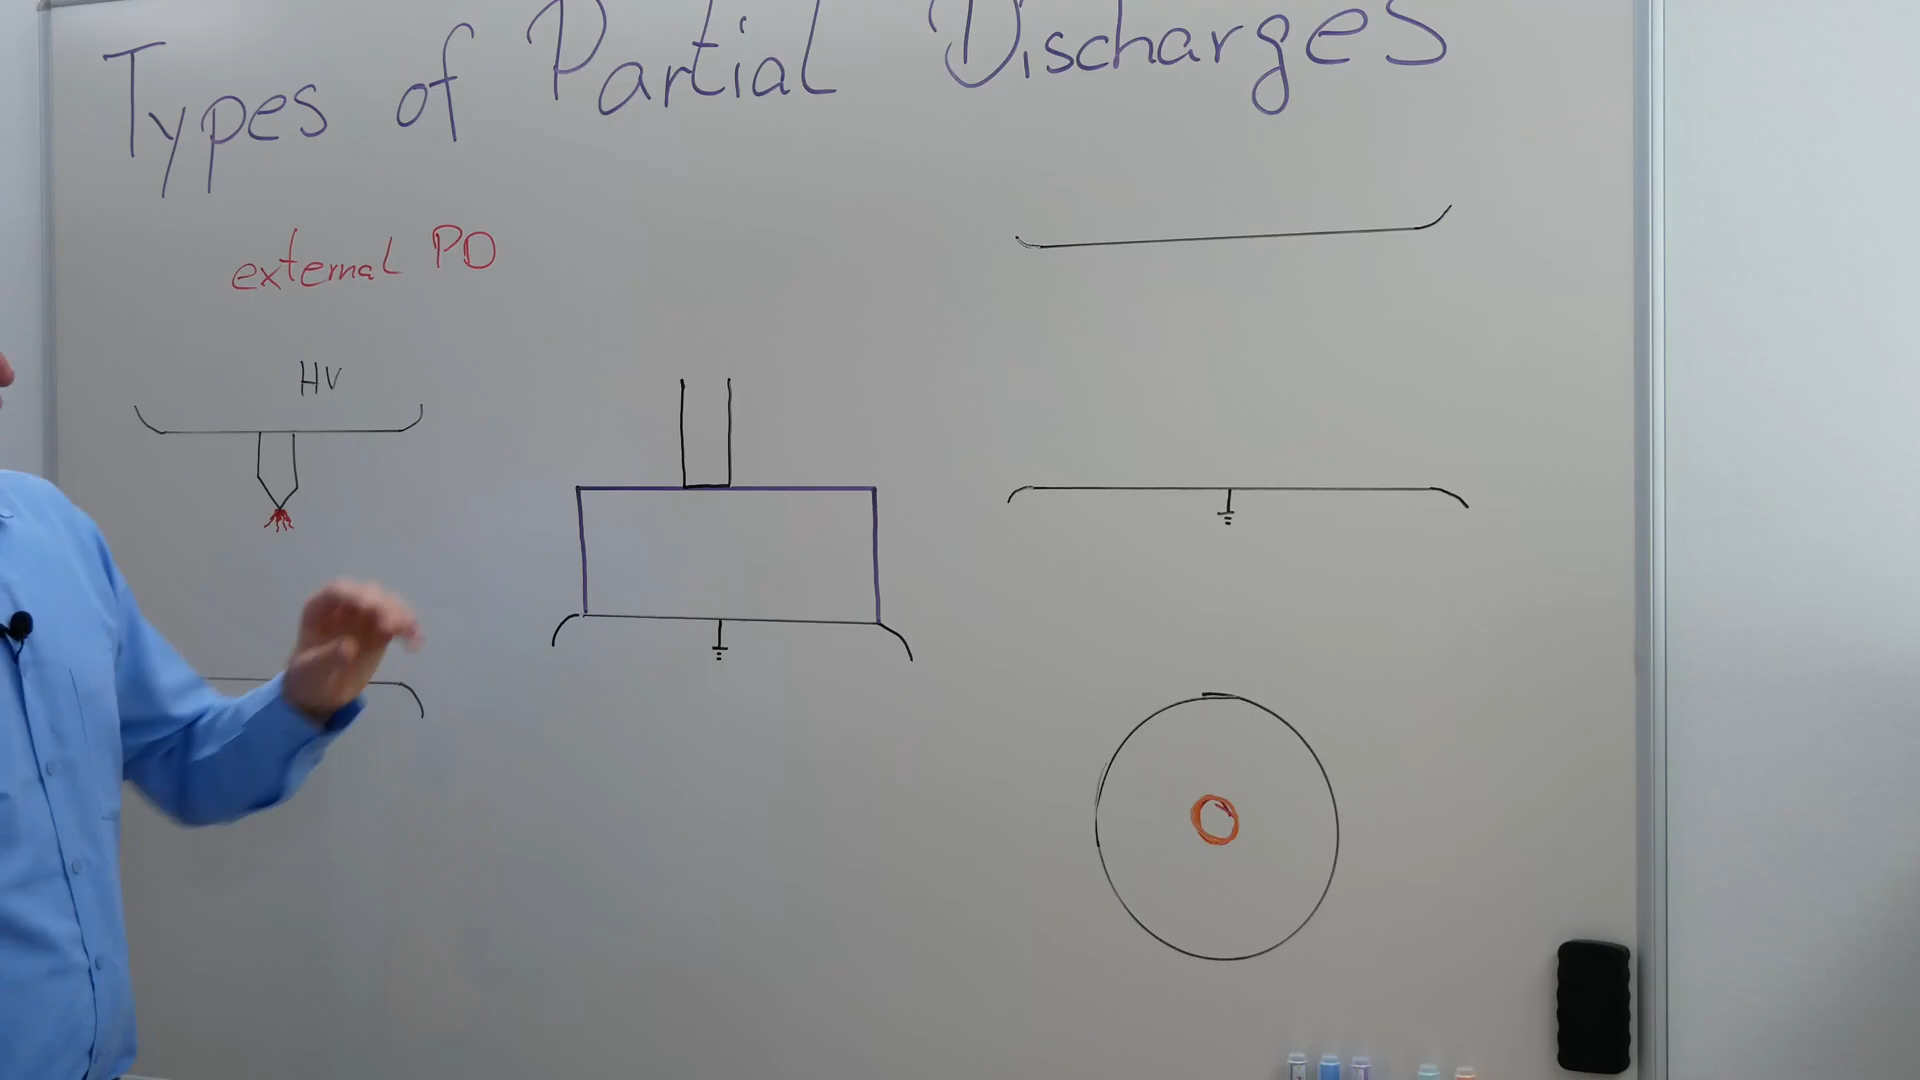 Types of Partial Discharges
external PD
HV